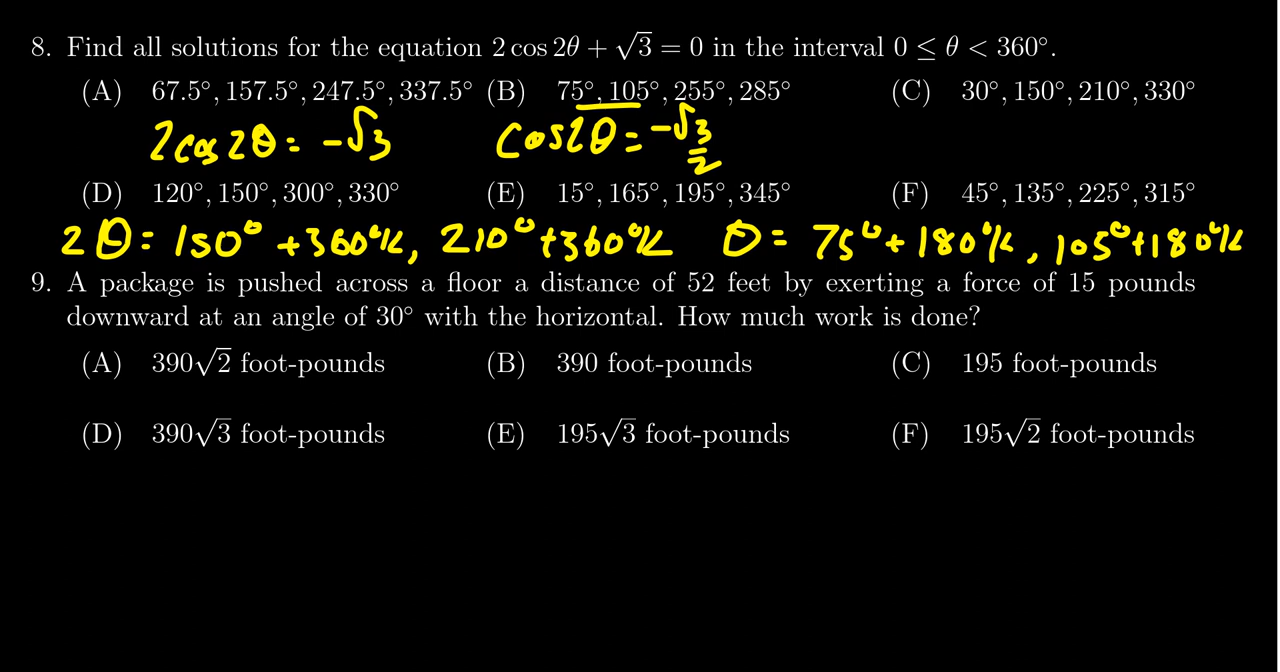 8. Find all solutions for the equation 2 cos 2θ + √3 = 0 in the interval 0 ≤ θ < 360°.
(A) 67.5°, 157.5°, 247.5°, 337.5° (B) 75°, 105°, 255°, 285° (C) 30°, 150°, 210°, 330°
2cos 2θ = -√3 cos2θ = -√3/2
(D) 120°, 150°, 300°, 330° (E) 15°, 165°, 195°, 345° (F) 45°, 135°, 225°, 315°
2θ = 150° + 360°k, 210° + 360°k θ = 75° + 180°k, 105° + 180°k
9. A package is pushed across a floor a distance of 52 feet by exerting a force of 15 pounds
downward at an angle of 30° with the horizontal. How much work is done?
(A) 390√2 foot-pounds (B) 390 foot-pounds (C) 195 foot-pounds
(D) 390√3 foot-pounds (E) 195√3 foot-pounds (F) 195√2 foot-pounds